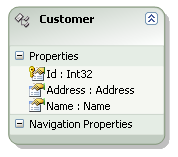 Customer
Properties
Id : Int32
Address : Address
Name : Name
Navigation Properties